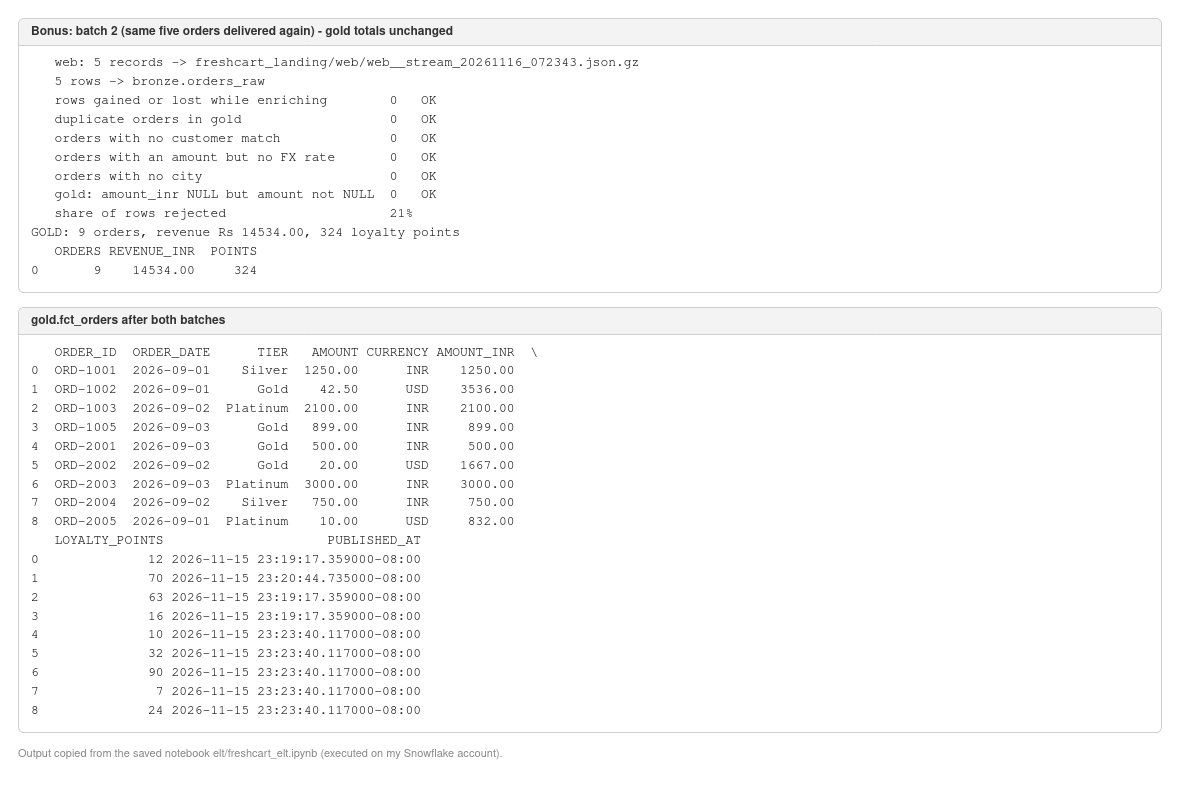 Bonus: batch 2 (same five orders delivered again) - gold totals unchanged
web: 5 records -> freshcart_landing/web/web__stream_20261116_072343.json.gz
5 rows -> bronze.orders_raw
rows gained or lost while enriching 0 OK
duplicate orders in gold 0 OK
orders with no customer match 0 OK
orders with an amount but no FX rate 0 OK
orders with no city 0 OK
gold: amount_inr NULL but amount not NULL 0 OK
share of rows rejected 21%
GOLD: 9 orders, revenue Rs 14534.00, 324 loyalty points
ORDERS REVENUE_INR POINTS
0 9 14534.00 324
gold.fct_orders after both batches
ORDER_ID ORDER_DATE TIER AMOUNT CURRENCY AMOUNT_INR \
0 ORD-1001 2026-09-01 Silver 1250.00 INR 1250.00
1 ORD-1002 2026-09-01 Gold 42.50 USD 3536.00
2 ORD-1003 2026-09-02 Platinum 2100.00 INR 2100.00
3 ORD-1005 2026-09-03 Gold 899.00 INR 899.00
4 ORD-2001 2026-09-03 Gold 500.00 INR 500.00
5 ORD-2002 2026-09-02 Gold 20.00 USD 1667.00
6 ORD-2003 2026-09-03 Platinum 3000.00 INR 3000.00
7 ORD-2004 2026-09-02 Silver 750.00 INR 750.00
8 ORD-2005 2026-09-01 Platinum 10.00 USD 832.00
LOYALTY_POINTS PUBLISHED_AT
0 12 2026-11-15 23:19:17.359000-08:00
1 70 2026-11-15 23:20:44.735000-08:00
2 63 2026-11-15 23:19:17.359000-08:00
3 16 2026-11-15 23:19:17.359000-08:00
4 10 2026-11-15 23:23:40.117000-08:00
5 32 2026-11-15 23:23:40.117000-08:00
6 90 2026-11-15 23:23:40.117000-08:00
7 7 2026-11-15 23:23:40.117000-08:00
8 24 2026-11-15 23:23:40.117000-08:00
Output copied from the saved notebook elt/freshcart_elt.ipynb (executed on my Snowflake account).